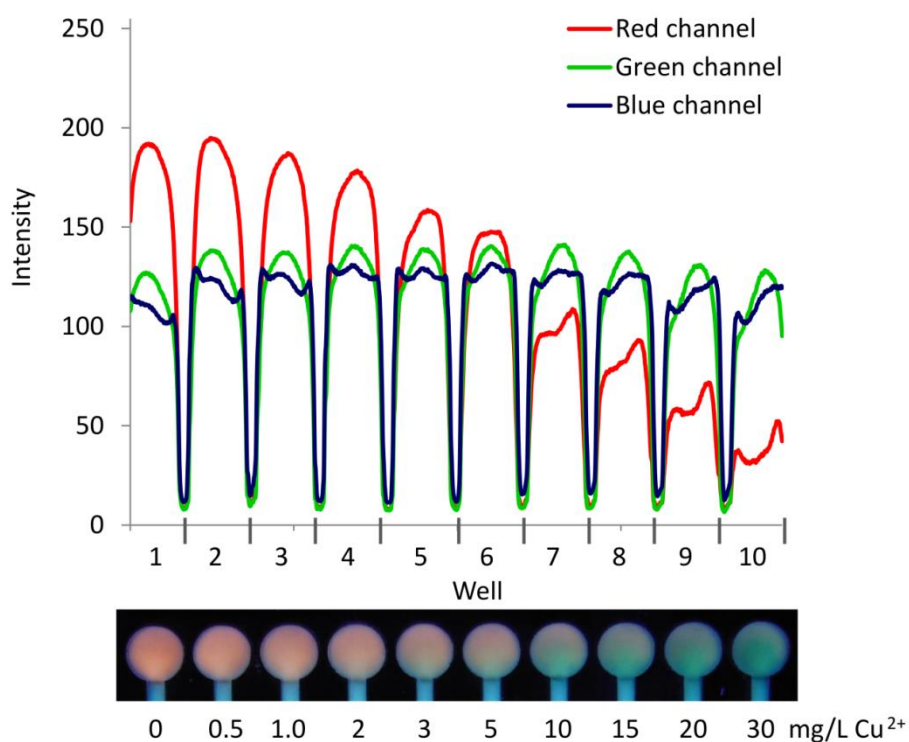 250
200
150
100
50
0
Intensity
Red channel
Green channel
Blue channel
1 2 3 4 5 6 7 8 9 10
Well
0 0.5 1.0 2 3 5 10 15 20 30 mg/L Cu²⁺